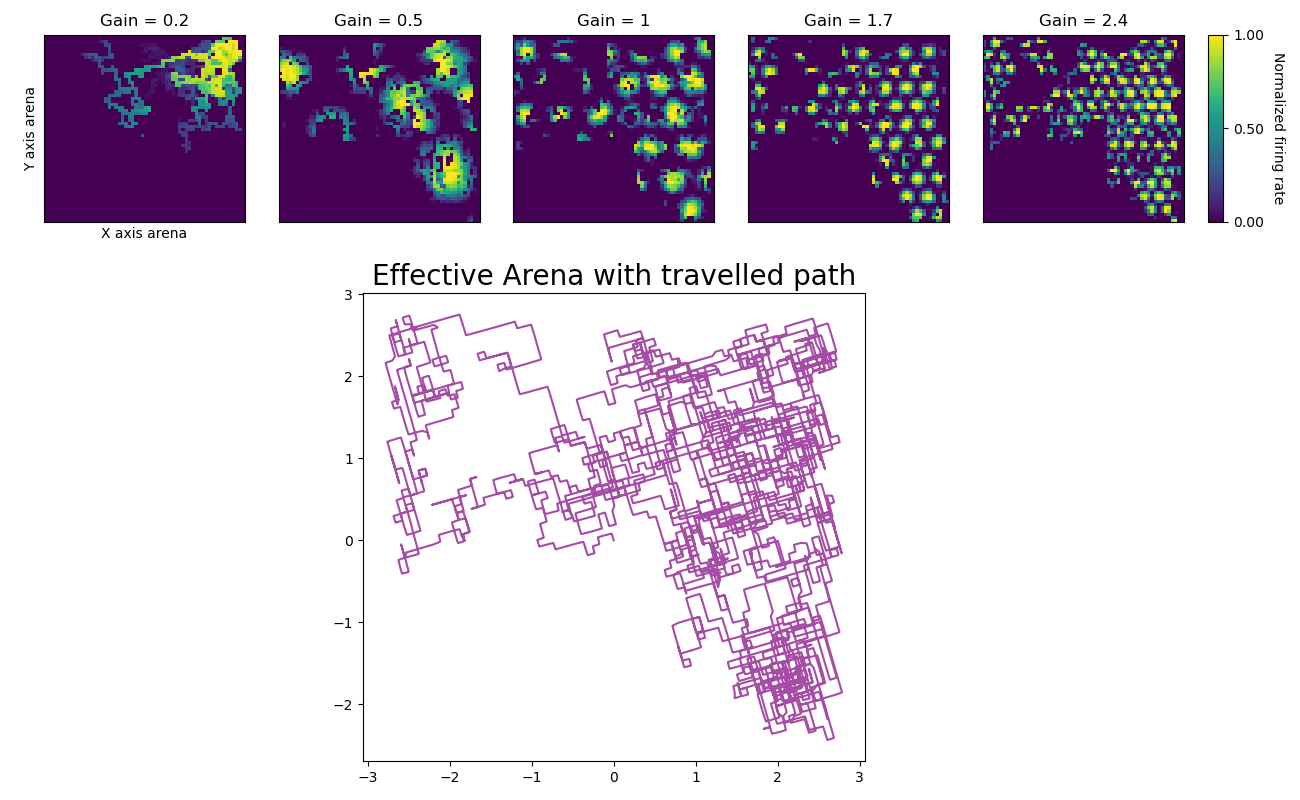 Gain = 0.2
Gain = 0.5
Gain = 1
Gain = 1.7
Gain = 2.4
Y axis arena
X axis arena
1.00
0.50
0.00
Normalized firing rate
Effective Arena with travelled path
3
2
1
0
−1
−2
−3
−2
−1
0
1
2
3